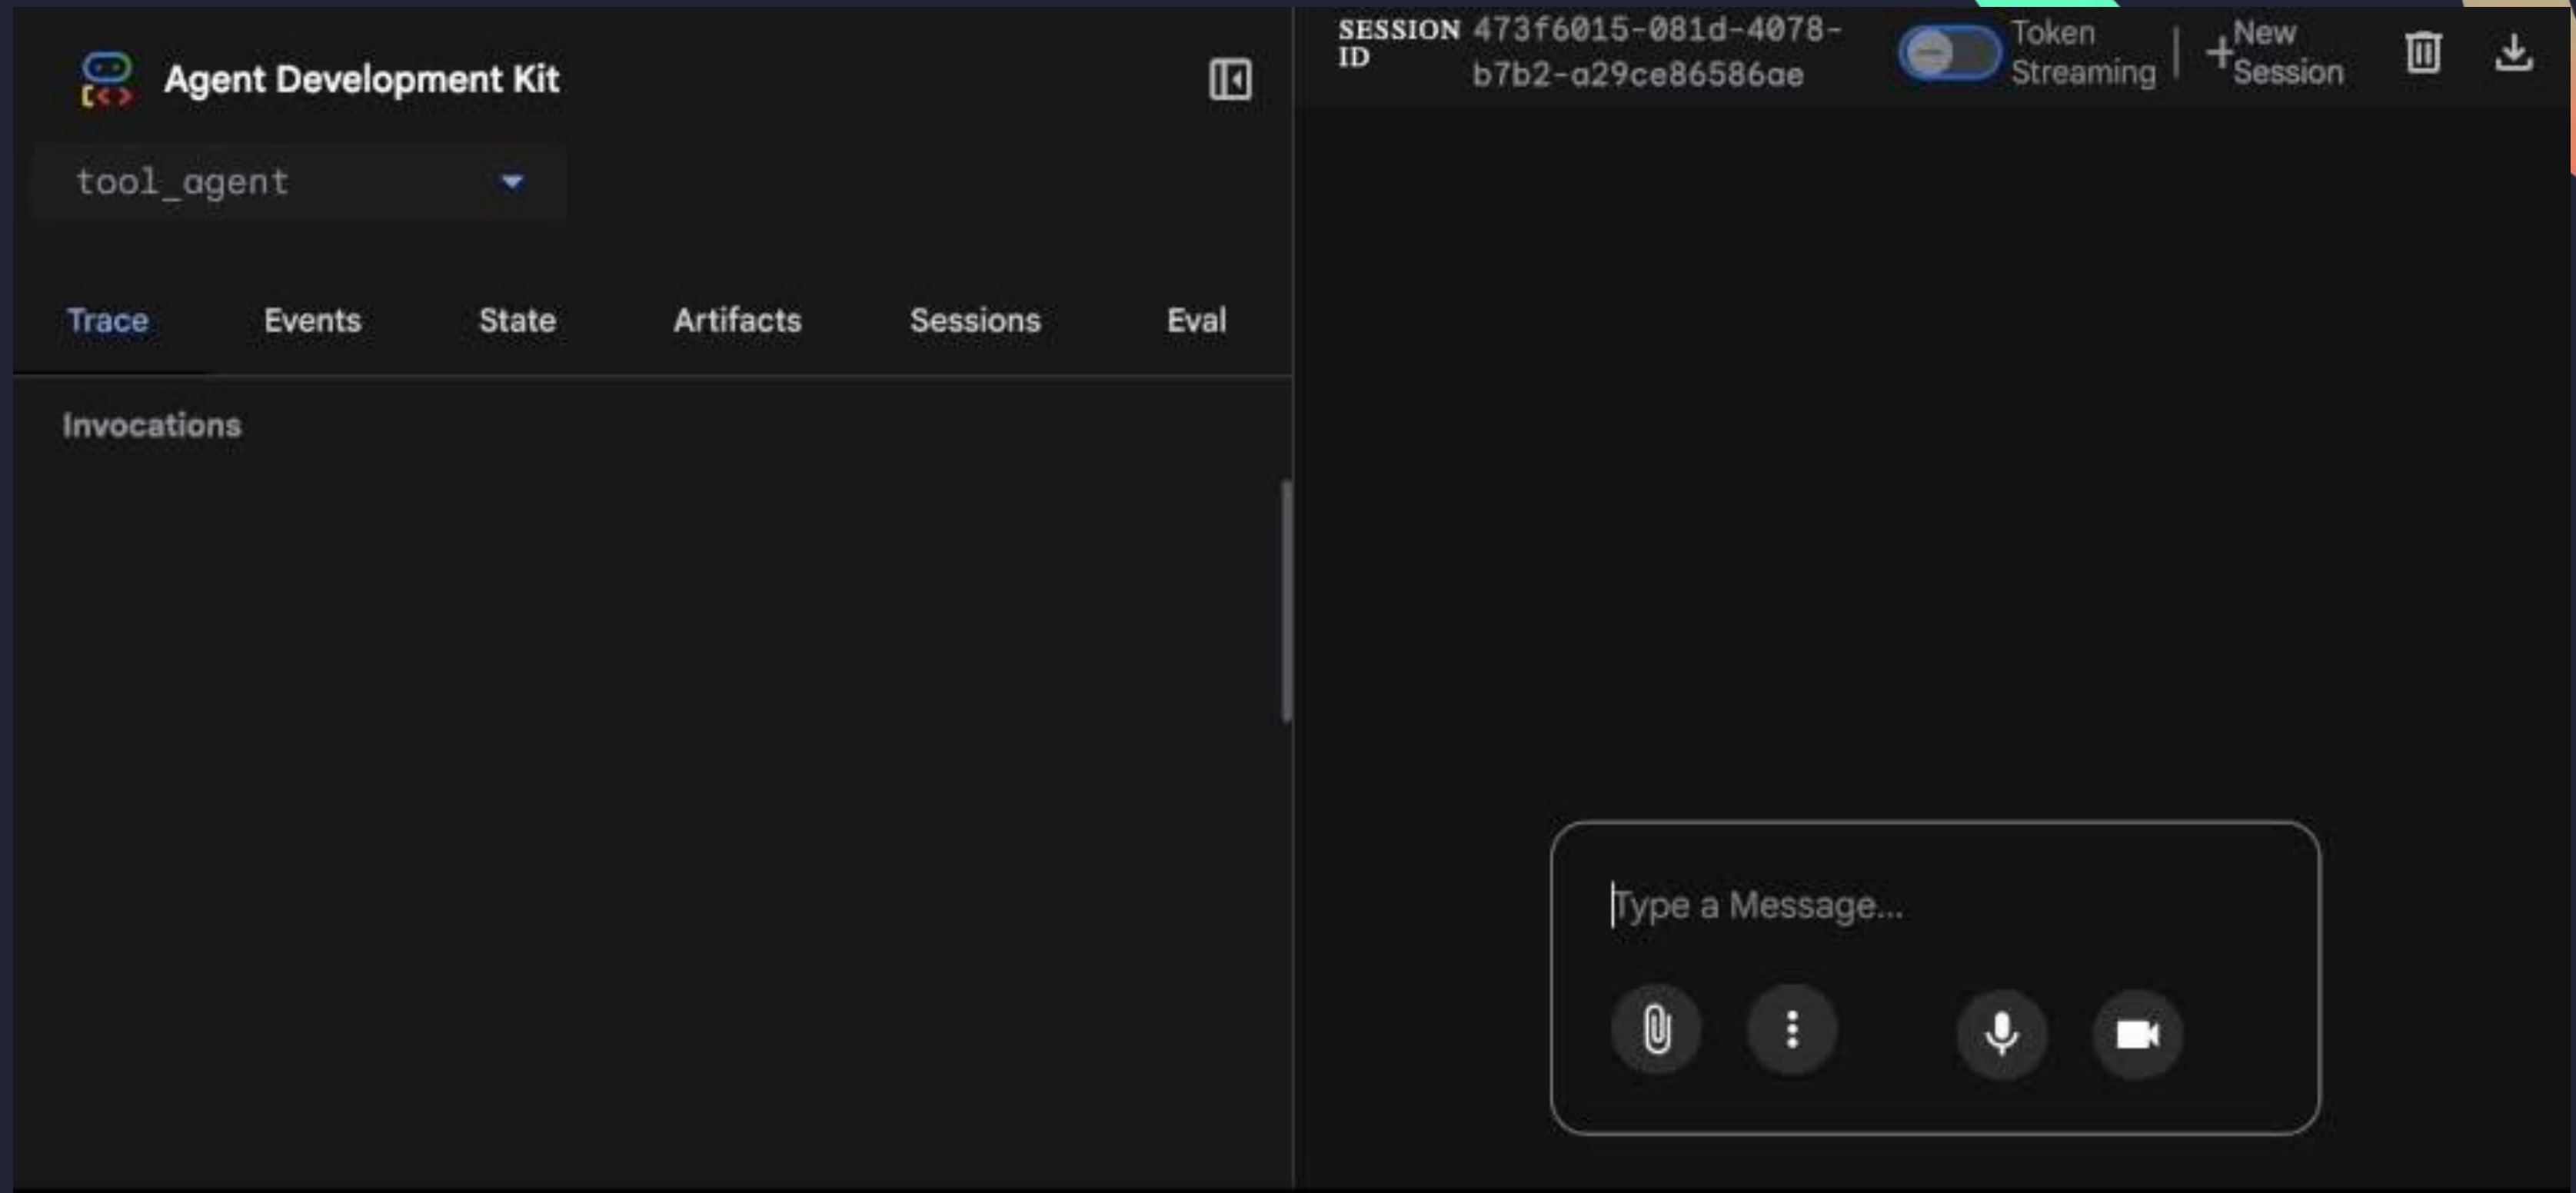 Agent Development Kit
tool_agent
Trace Events State Artifacts Sessions Eval
Invocations
SESSION ID
473f6015-081d-4078-
b7b2-a29ce86586ae
Token
Streaming
New
Session
Type a Message...